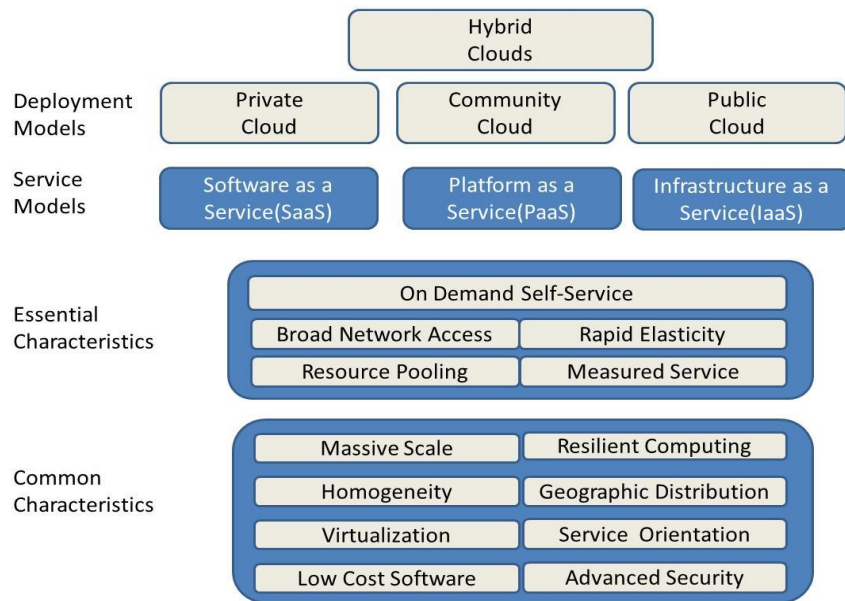 Hybrid
Clouds
Deployment
Models
Private
Cloud
Community
Cloud
Public
Cloud
Service
Models
Software as a
Service(SaaS)
Platform as a
Service(PaaS)
Infrastructure as a
Service(IaaS)
Essential
Characteristics
On Demand Self-Service
Broad Network Access
Rapid Elasticity
Resource Pooling
Measured Service
Common
Characteristics
Massive Scale
Resilient Computing
Homogeneity
Geographic Distribution
Virtualization
Service Orientation
Low Cost Software
Advanced Security